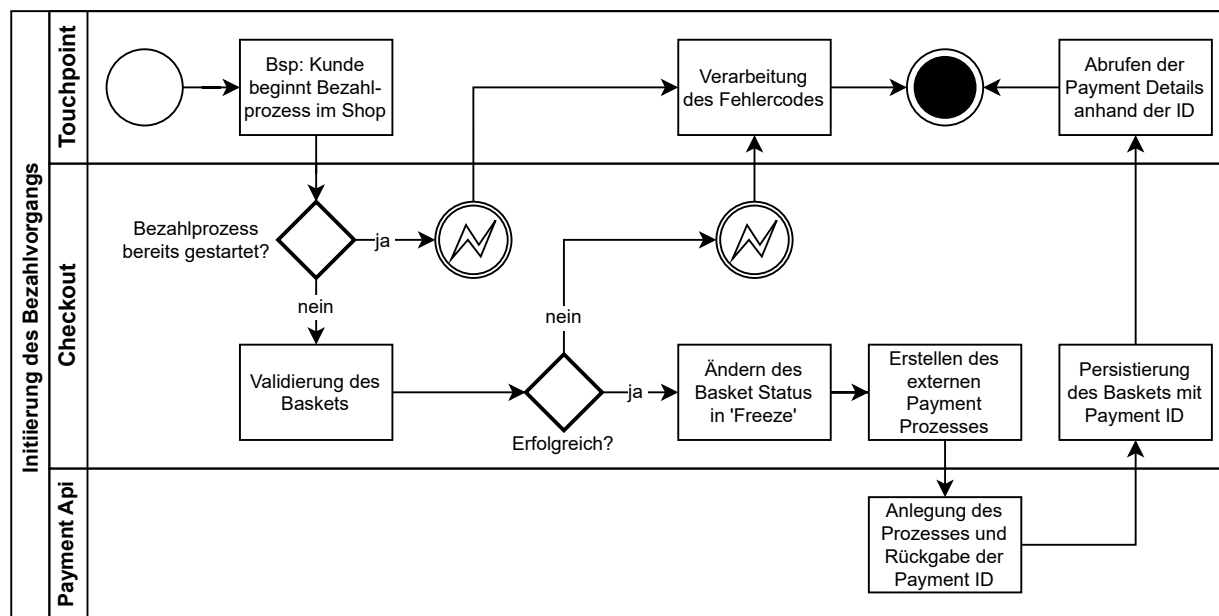 Initiierung des Bezahlvorgangs
Touchpoint
Bsp: Kunde
beginnt Bezahl-
prozess im Shop
Verarbeitung
des Fehlercodes
Abrufen der
Payment Details
anhand der ID
Checkout
Bezahlprozess
bereits gestartet?
ja
nein
nein
Validierung des
Baskets
Erfolgreich?
ja
Ändern des
Basket Status
in 'Freeze'
Erstellen des
externen
Payment
Prozesses
Persistierung
des Baskets mit
Payment ID
Payment Api
Anlegung des
Prozesses und
Rückgabe der
Payment ID